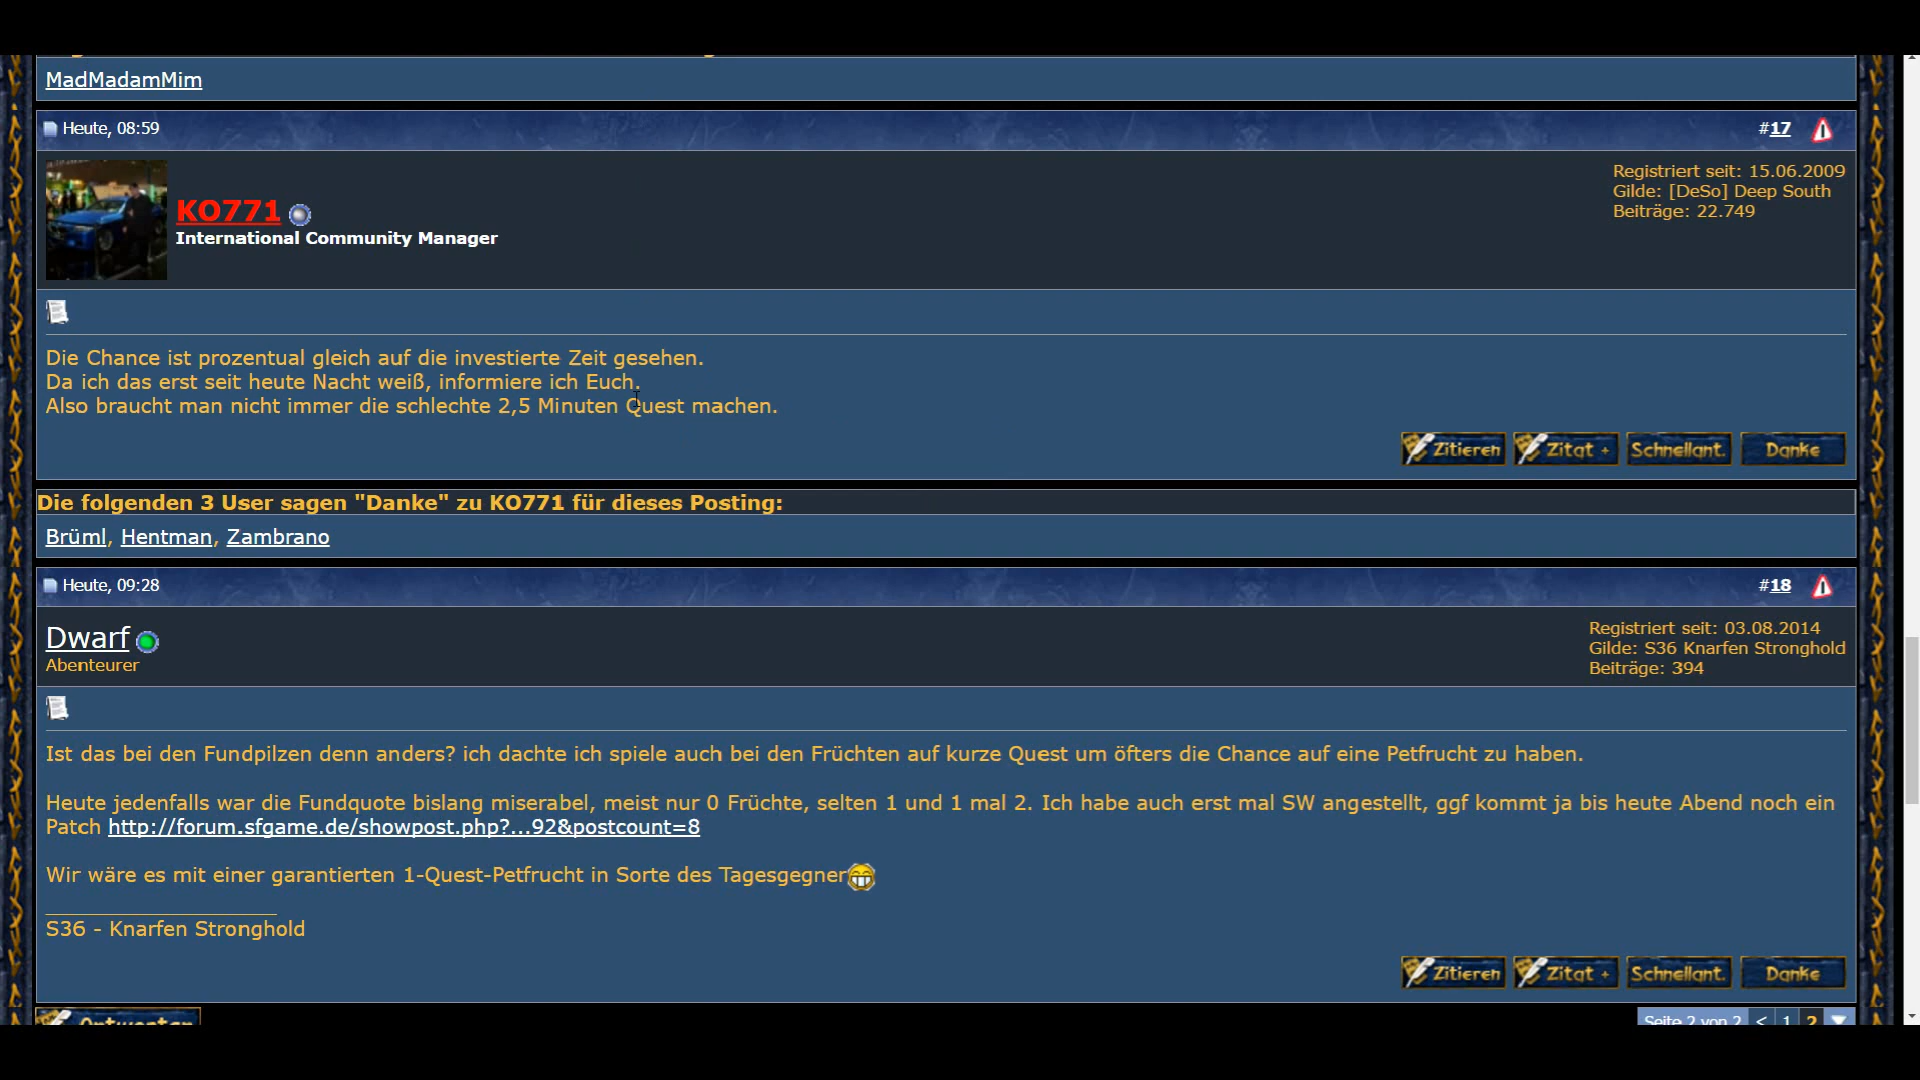 MadMadamMim
Heute, 08:59
#17
KO771
International Community Manager
Registriert seit: 15.06.2009
Gilde: [DeSo] Deep South
Beiträge: 22.749
Die Chance ist prozentual gleich auf die investierte Zeit gesehen.
Da ich das erst seit heute Nacht weiß, informiere ich Euch.
Also braucht man nicht immer die schlechte 2,5 Minuten Quest machen.
Zitieren Zitat + Schnellant. Danke
Die folgenden 3 User sagen "Danke" zu KO771 für dieses Posting:
Brüml, Hentman, Zambrano
Heute, 09:28
#18
Dwarf
Abenteurer
Registriert seit: 03.08.2014
Gilde: S36 Knarfen Stronghold
Beiträge: 394
Ist das bei den Fundpilzen denn anders? ich dachte ich spiele auch bei den Früchten auf kurze Quest um öfters die Chance auf eine Petfrucht zu haben.
Heute jedenfalls war die Fundquote bislang miserabel, meist nur 0 Früchte, selten 1 und 1 mal 2. Ich habe auch erst mal SW angestellt, ggf kommt ja bis heute Abend noch ein
Patch http://forum.sfgame.de/showpost.php?...92&postcount=8
Wir wäre es mit einer garantierten 1-Quest-Petfrucht in Sorte des Tagesgegner
S36 - Knarfen Stronghold
Zitieren Zitat + Schnellant. Danke
Antworten
Seite 2 von 2 < 1 2